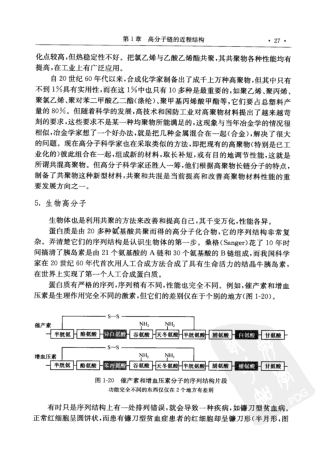 第1章 高分子链的近程结构 ·27·
化点较高,但热稳定性不好。把氯乙烯与乙酸乙烯酯共聚,其共聚物各种性能均有
提高,在工业上有广泛应用。
自20世纪60年代以来,合成化学家制备出了成千上万种高聚物,但其中只有
不到1%具有实用性,而在这1%中也只有10多种是最重要的,如聚乙烯、聚丙烯、
聚氯乙烯、聚对苯二甲酸乙二酯(涤纶)、聚甲基丙烯酸甲酯等,它们要占总塑料产
量的80%。但随着科学的发展,高技术和国防工业对高聚物材料提出了越来越苛
刻的要求,这些要求不是某一种均聚物所能满足的,这现象与当年冶金学的情况很
相似,冶金学家想了一个好办法,就是把几种金属混合在一起(合金),解决了很大
的问题。现在高分子科学家也在采取类似的方法,即把现有的高聚物(特别是已工
业化的)彼此混合在一起,组成新的材料,取长补短,或有目的地调节某一性能,这就
是所谓共混高聚物。但高分子科学家还胜人一筹,他们根据高聚物长链分子的特点,
制备了共聚物这种新型材料,共聚和共混是当前提高和改善高聚物材料性能的重
要发展方向之一。
5. 生物高分子
生物体也是利用共聚的方法来改善和提高自己,其千变万化,性能各异。
蛋白质是由20多种氨基酸共聚而得的高分子化合物,它的序列结构非常复
杂。弄清楚它们的序列结构是认识生物体的第一步。桑格(Sanger)花了10年时
间搞清了胰岛素是由21个氨基酸的A链和30个氨基酸的B链组成,而我国科学
家在20世纪60年代首次用人工合成方法合成了具有生命活力的结晶牛胰岛素,
在世界上实现了第一个人工合成蛋白质。
蛋白质有严格的序列,序列稍有不同,性能也完全不同。例如,催产素和增血
压素是生理作用完全不同的激素,但它们的差别仅在于个别的地方(图1-20)。
S—S
催产素 NH₂ NH₂
半胱氨 酪氨酸 异白氨酸 谷氨酸 天冬氨酸 半胱氨酸 脯氨酸 白氨酸 甘氨酸
S—S
增血压素 NH₂ NH₂
半胱氨 酪氨酸 苯丙氨酸 谷氨酸 天冬氨酸 半胱氨酸 脯氨酸 甘氨酸
图1-20 催产素和增血压素分子的序列结构片段
功能完全不同的东西仅仅在2个地方有差别
有时只是序列结构上有一处排列错误,就会导致一种疾病,如镰刀型贫血病。
正常红细胞呈圆饼状,而患有镰刀型贫血症患者的红细胞却呈镰刀形(半月形,图